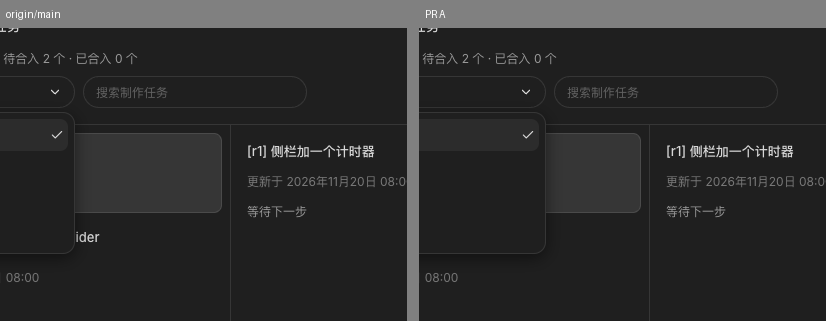 origin/main
PRA
待合入 2 个 · 已合入 0 个
搜索制作任务
[r1] 侧栏加一个计时器
更新于 2026年11月20日 08:0
等待下一步
ider
08:00
待合入 2 个 · 已合入 0 个
搜索制作任务
[r1] 侧栏加一个计时器
更新于 2026年11月20日 08:0
等待下一步
08:00